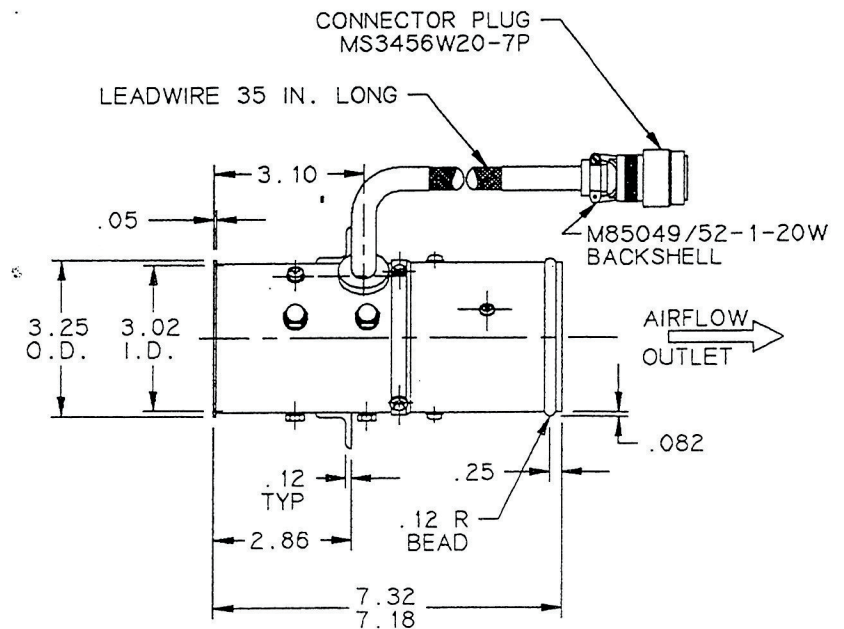 CONNECTOR PLUG
MS3456W20-7P
LEADWIRE 35 IN. LONG
3.10
.05
M85049/52-1-20W
BACKSHELL
3.25
O.D.
3.02
I.D.
AIRFLOW
OUTLET
.082
.12
TYP
.25
.12 R
BEAD
2.86
7.32
7.18